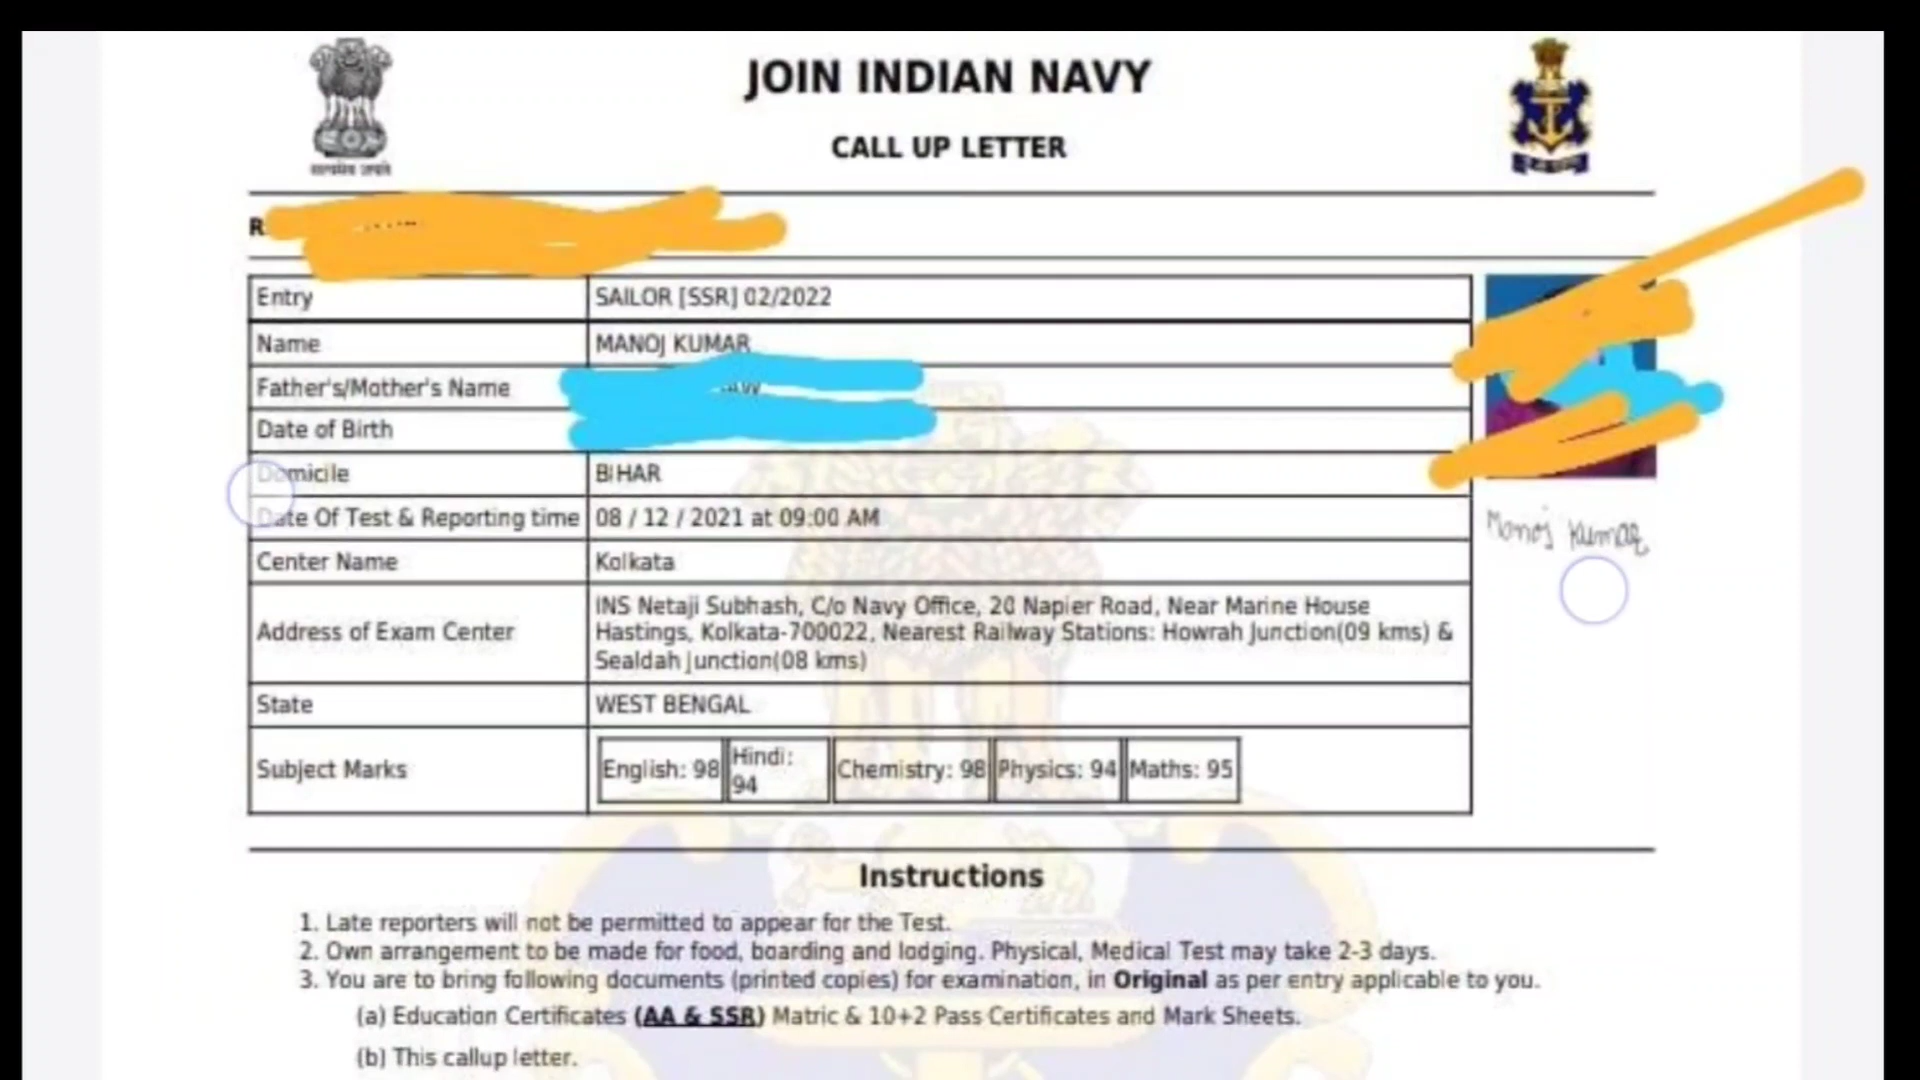 JOIN INDIAN NAVY
CALL UP LETTER
Entry SAILOR [SSR] 02/2022
Name MANOJ KUMAR
Father's/Mother's Name
Date of Birth
Domicile BIHAR
Date Of Test & Reporting time 08 / 12 / 2021 at 09:00 AM
Center Name Kolkata
Manoj Kumar
Address of Exam Center INS Netaji Subhash, C/o Navy Office, 20 Napier Road, Near Marine House
Hastings, Kolkata-700022, Nearest Railway Stations: Howrah Junction(09 kms) &
Sealdah Junction(08 kms)
State WEST BENGAL
Subject Marks English: 98 Hindi: 94 Chemistry: 98 Physics: 94 Maths: 95
Instructions
1. Late reporters will not be permitted to appear for the Test.
2. Own arrangement to be made for food, boarding and lodging. Physical, Medical Test may take 2-3 days.
3. You are to bring following documents (printed copies) for examination, in Original as per entry applicable to you.
(a) Education Certificates (AA & SSR) Matric & 10+2 Pass Certificates and Mark Sheets.
(b) This callup letter.